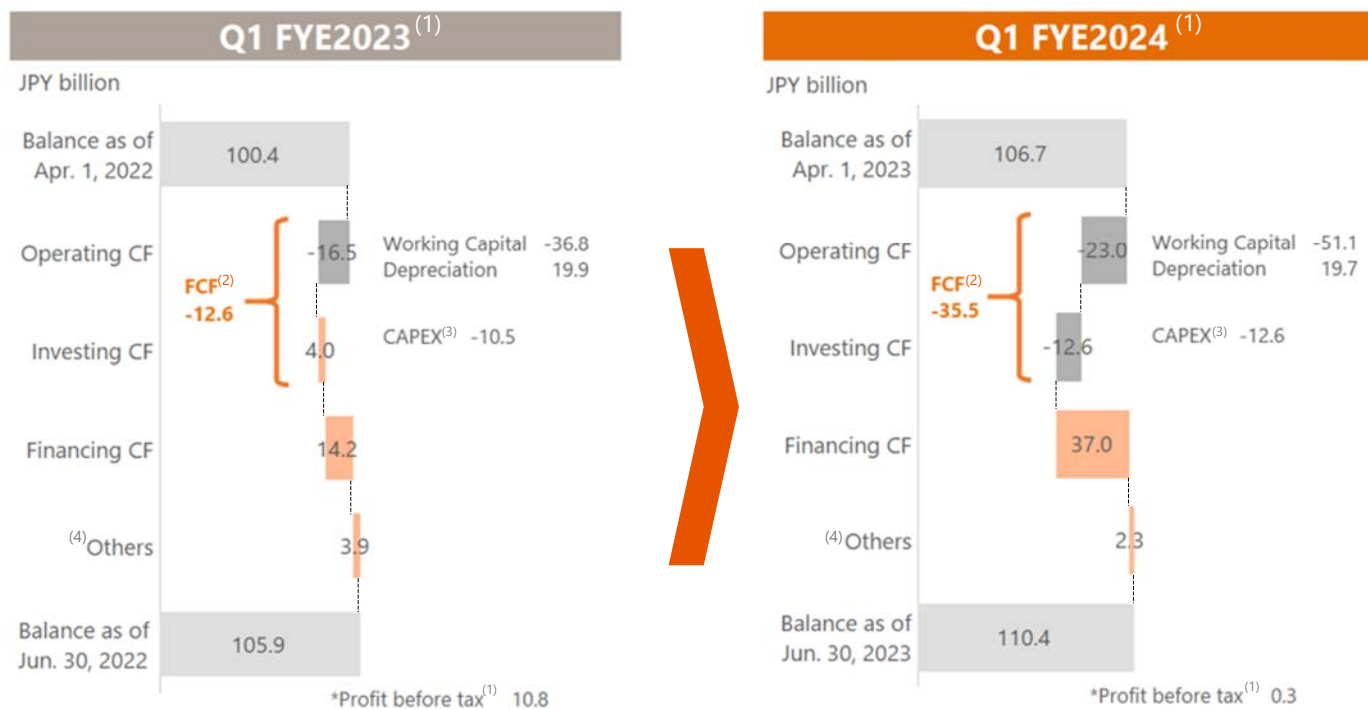 Q1 FYE2023 (1)
JPY billion
Balance as of
Apr. 1, 2022
100.4
Operating CF
-16.5
Working Capital -36.8
Depreciation 19.9
FCF(2)
-12.6
Investing CF
4.0
CAPEX(3) -10.5
Financing CF
14.2
(4)Others
3.9
Balance as of
Jun. 30, 2022
105.9
*Profit before tax(1) 10.8
Q1 FYE2024 (1)
JPY billion
Balance as of
Apr. 1, 2023
106.7
Operating CF
-23.0
Working Capital -51.1
Depreciation 19.7
FCF(2)
-35.5
Investing CF
-12.6
CAPEX(3) -12.6
Financing CF
37.0
(4)Others
2.3
Balance as of
Jun. 30, 2023
110.4
*Profit before tax(1) 0.3